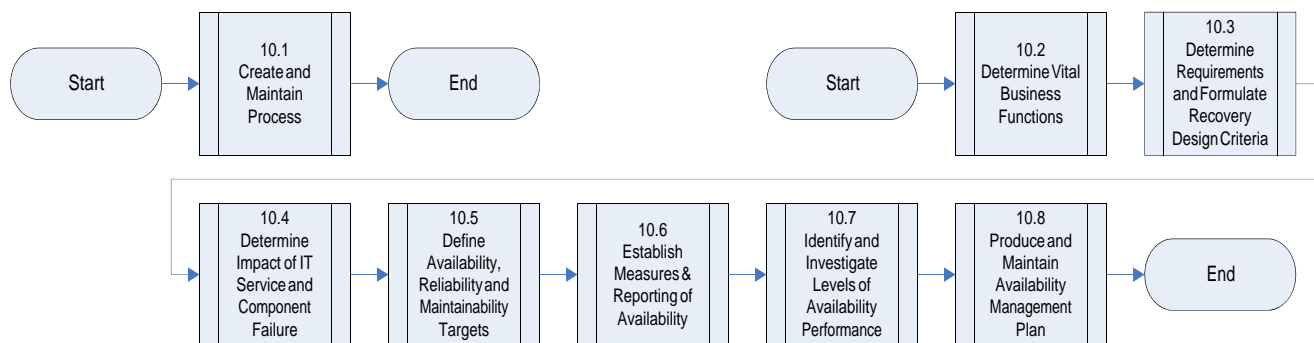 Start
10.1
Create and
Maintain
Process
End
Start
10.2
Determine Vital
Business
Functions
10.3
Determine
Requirements
and Formulate
Recovery
Design Criteria
10.4
Determine
Impact of IT
Service and
Component
Failure
10.5
Define
Availability,
Reliability and
Maintainability
Targets
10.6
Establish
Measures &
Reporting of
Availability
10.7
Identify and
Investigate
Levels of
Availability
Performance
10.8
Produce and
Maintain
Availability
Management
Plan
End